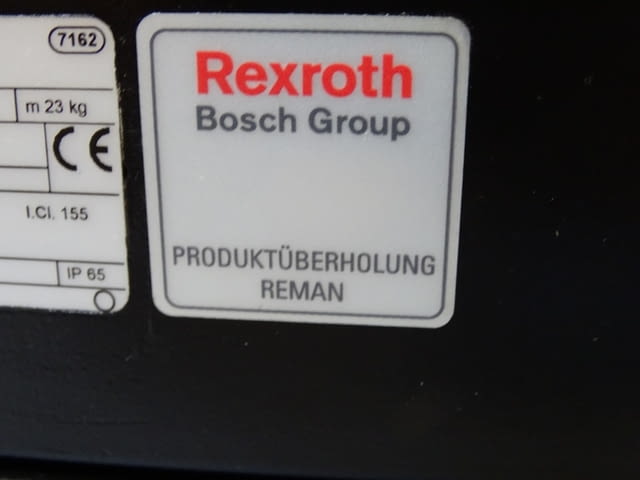 7162
m 23 kg
CE
I.Cl. 155
IP 65
Rexroth
Bosch Group
PRODUKTÜBERHOLUNG
REMAN